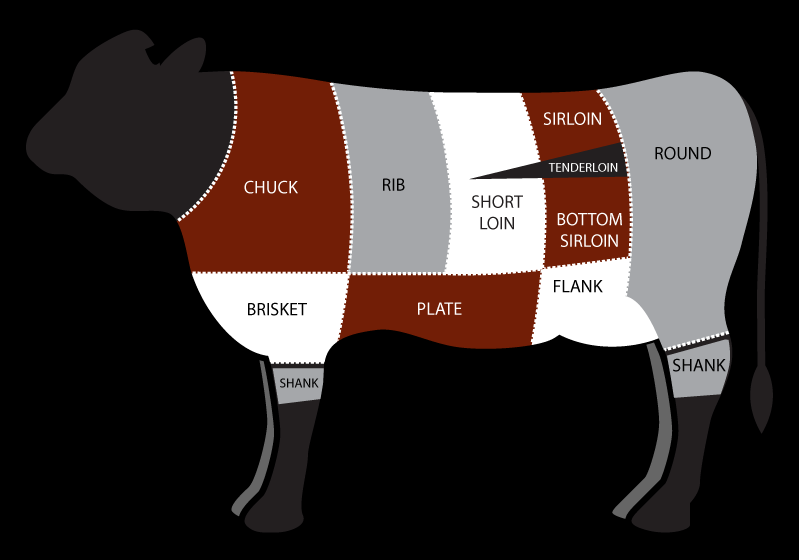 SIRLOIN
ROUND
TENDERLOIN
CHUCK
RIB
SHORT
LOIN
BOTTOM
SIRLOIN
FLANK
BRISKET
PLATE
SHANK
SHANK